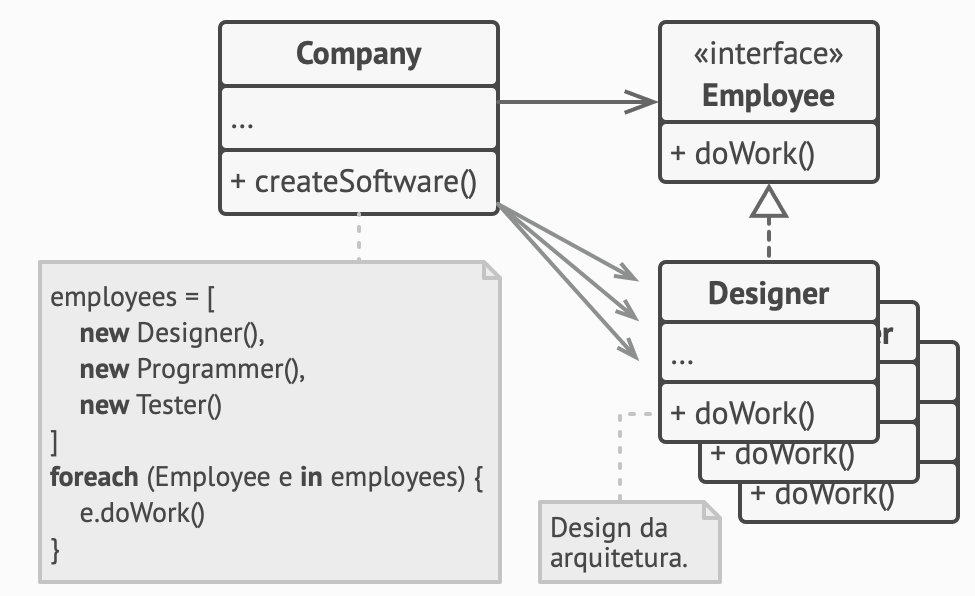 Company
...
+ createSoftware()
«interface»
Employee
+ doWork()
employees = [
new Designer(),
new Programmer(),
new Tester()
]
foreach (Employee e in employees) {
e.doWork()
}
Designer
...
+ doWork()
er
+ doWork()
+ doWork()
Design da
arquitetura.